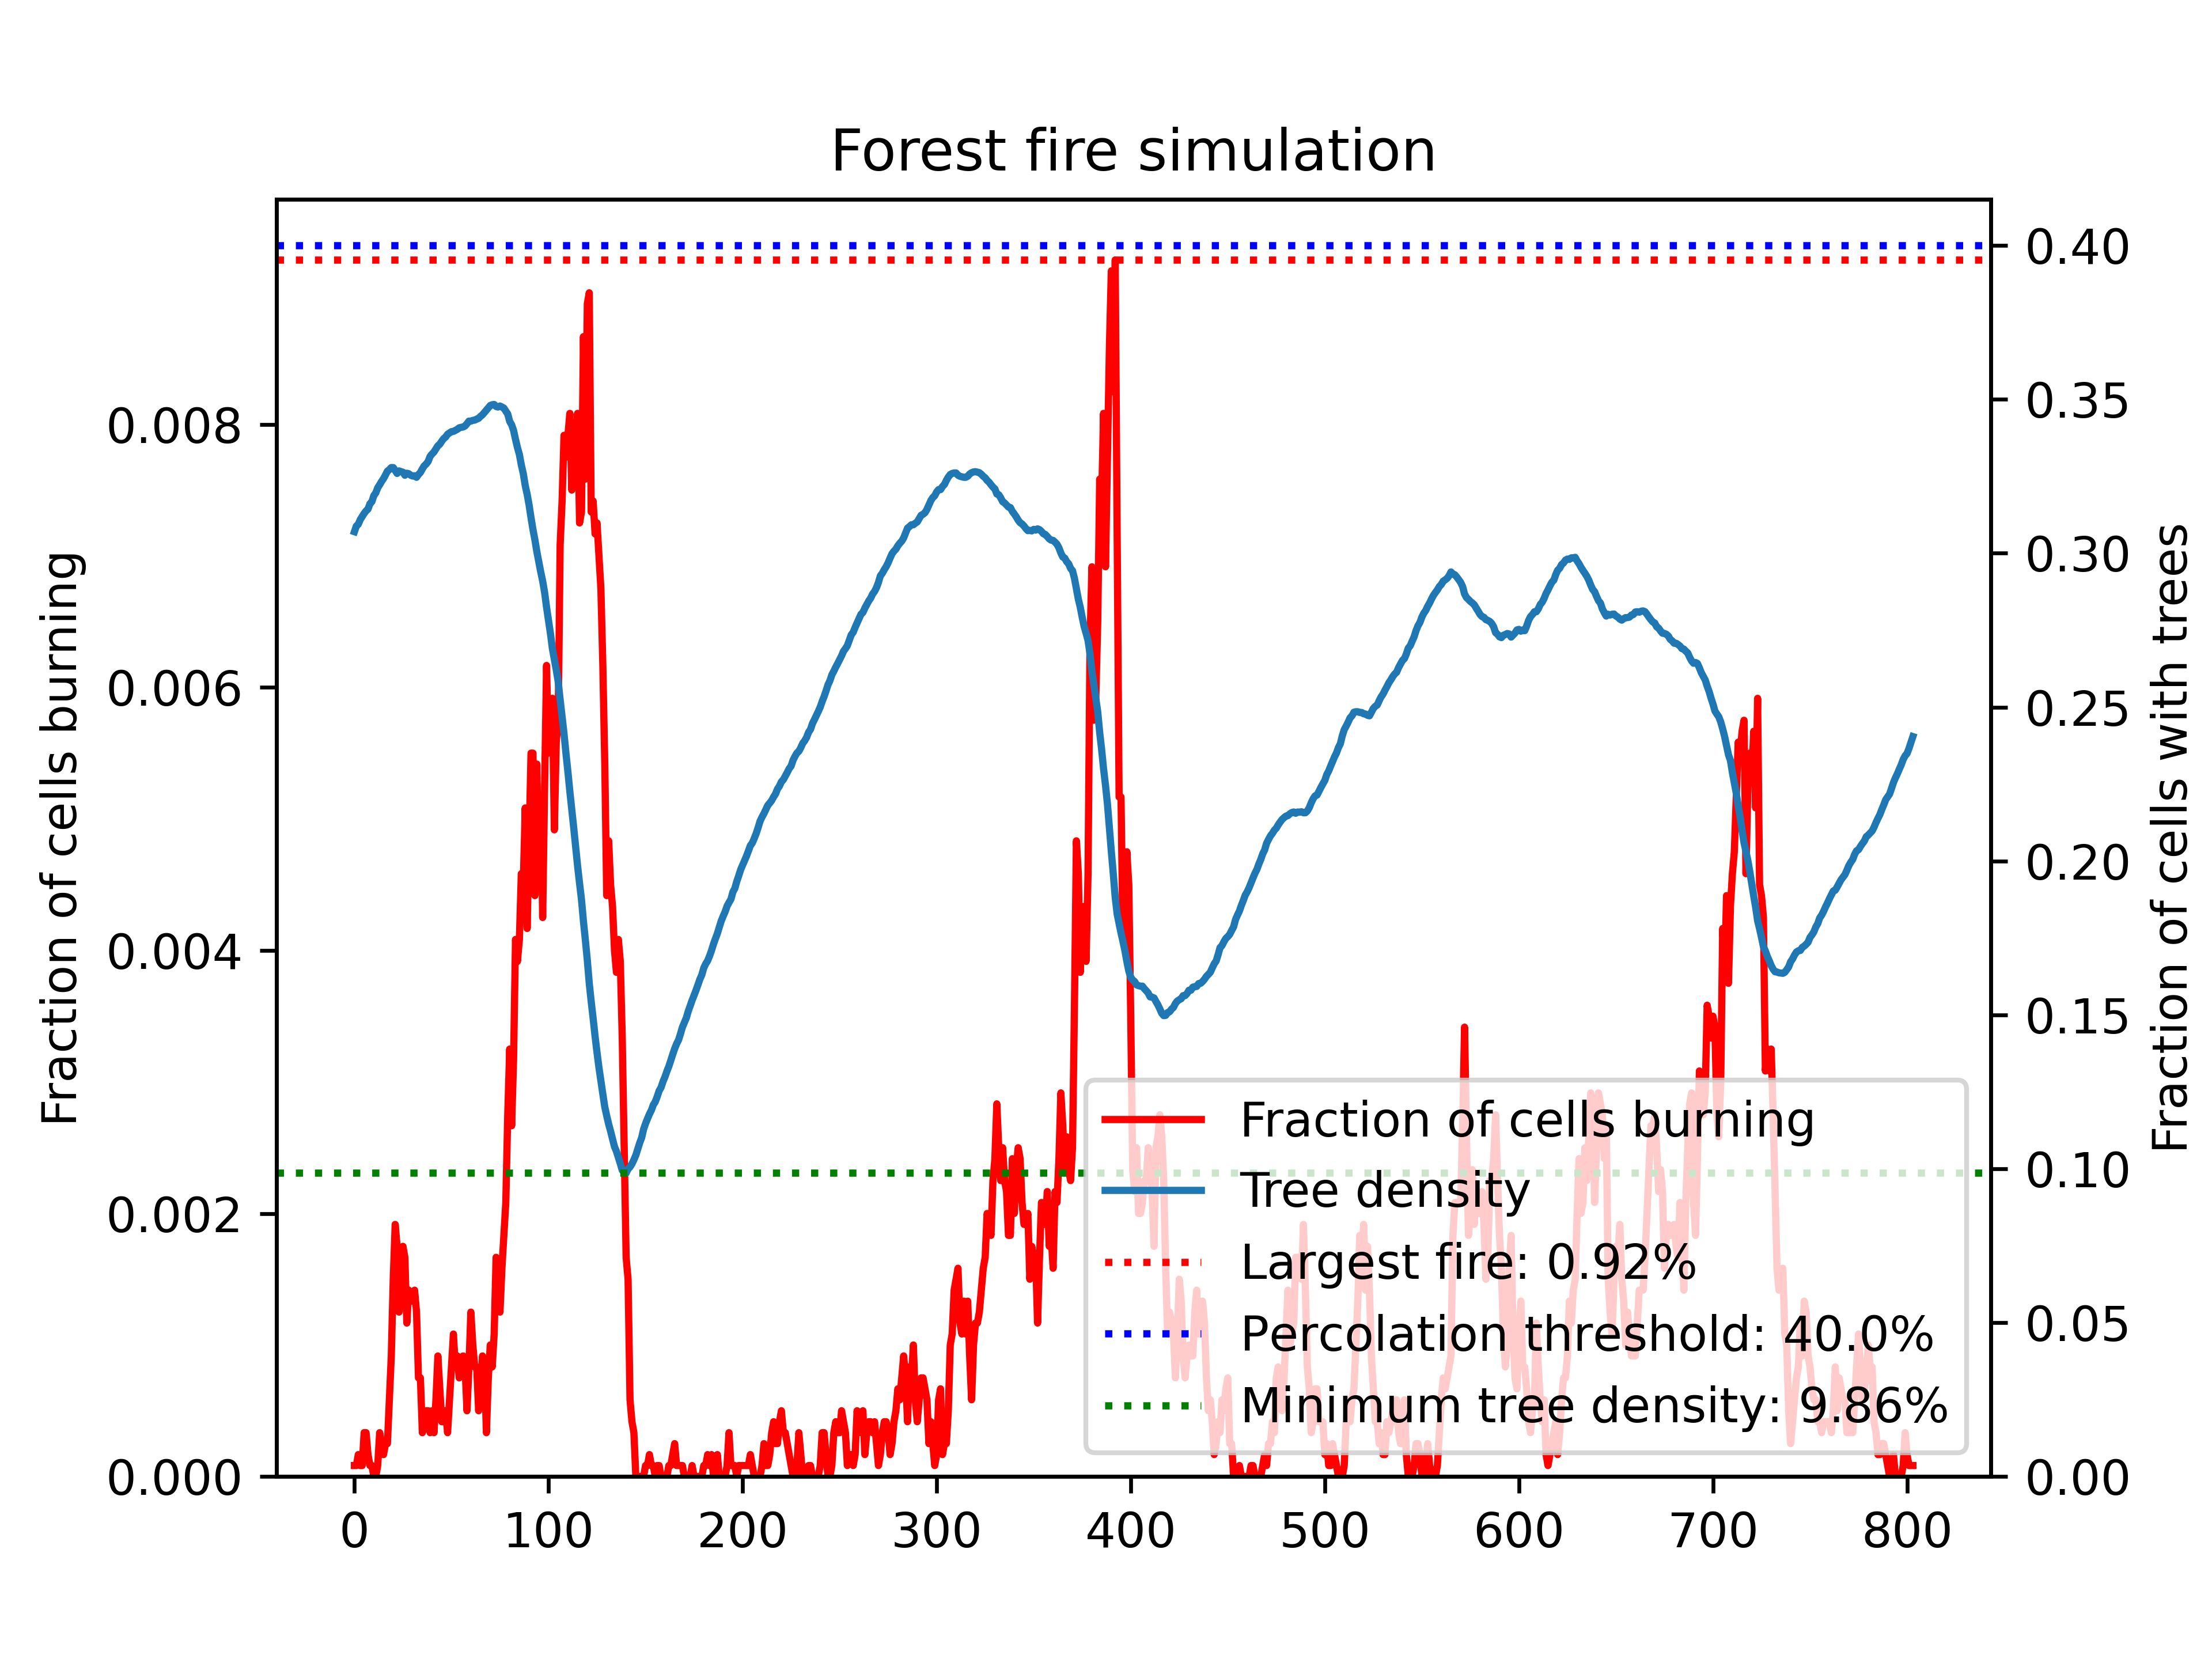 Forest fire simulation
Fraction of cells burning
0.008
0.006
0.004
0.002
0.000
0.40
0.35
0.30
0.25
0.20
0.15
0.10
0.05
0.00
Fraction of cells with trees
Fraction of cells burning
Tree density
Largest fire: 0.92%
Percolation threshold: 40.0%
Minimum tree density: 9.86%
0 100 200 300 400 500 600 700 800